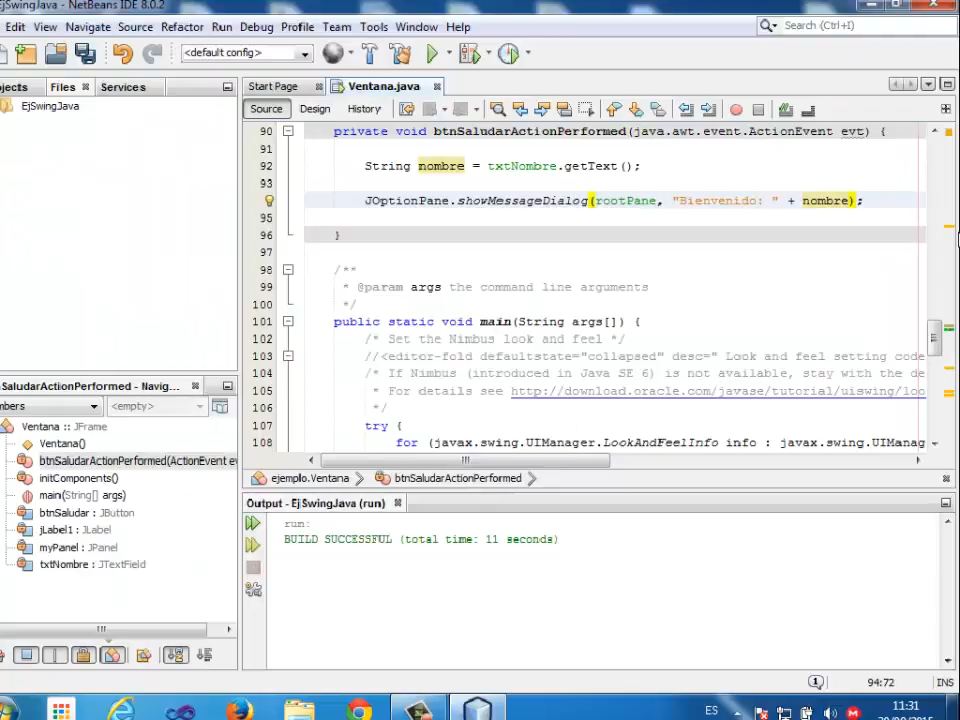 EjSwingJava - NetBeans IDE 8.0.2
Edit View Navigate Source Refactor Run Debug Profile Team Tools Window Help
Search (Ctrl+I)
<default config>
Files Services
Start Page Ventana.java
EjSwingJava
Source Design History
90 private void btnSaludarActionPerformed(java.awt.event.ActionEvent evt) {
91
92 String nombre = txtNombre.getText();
93
JOptionPane.showMessageDialog(rootPane, "Bienvenido: " + nombre);
95
96 }
97
98 /**
99 * @param args the command line arguments
100 */
101 public static void main(String args[]) {
102 /* Set the Nimbus look and feel */
103 //<editor-fold defaultstate="collapsed" desc=" Look and feel setting code
104 /* If Nimbus (introduced in Java SE 6) is not available, stay with the de
105 * For details see http://download.oracle.com/javase/tutorial/uiswing/loo
106 */
107 try {
108 for (javax.swing.UIManager.LookAndFeelInfo info : javax.swing.UIManag
ejemplo.Ventana btnSaludarActionPerformed
SaludarActionPerformed - Navig...
<empty>
Ventana :: JFrame
Ventana()
btnSaludarActionPerformed(ActionEvent ev
initComponents()
main(String[] args)
btnSaludar : JButton
jLabel1 : JLabel
myPanel : JPanel
txtNombre : JTextField
Output - EjSwingJava (run)
run:
BUILD SUCCESSFUL (total time: 11 seconds)
1 94:72 INS
ES 11:31